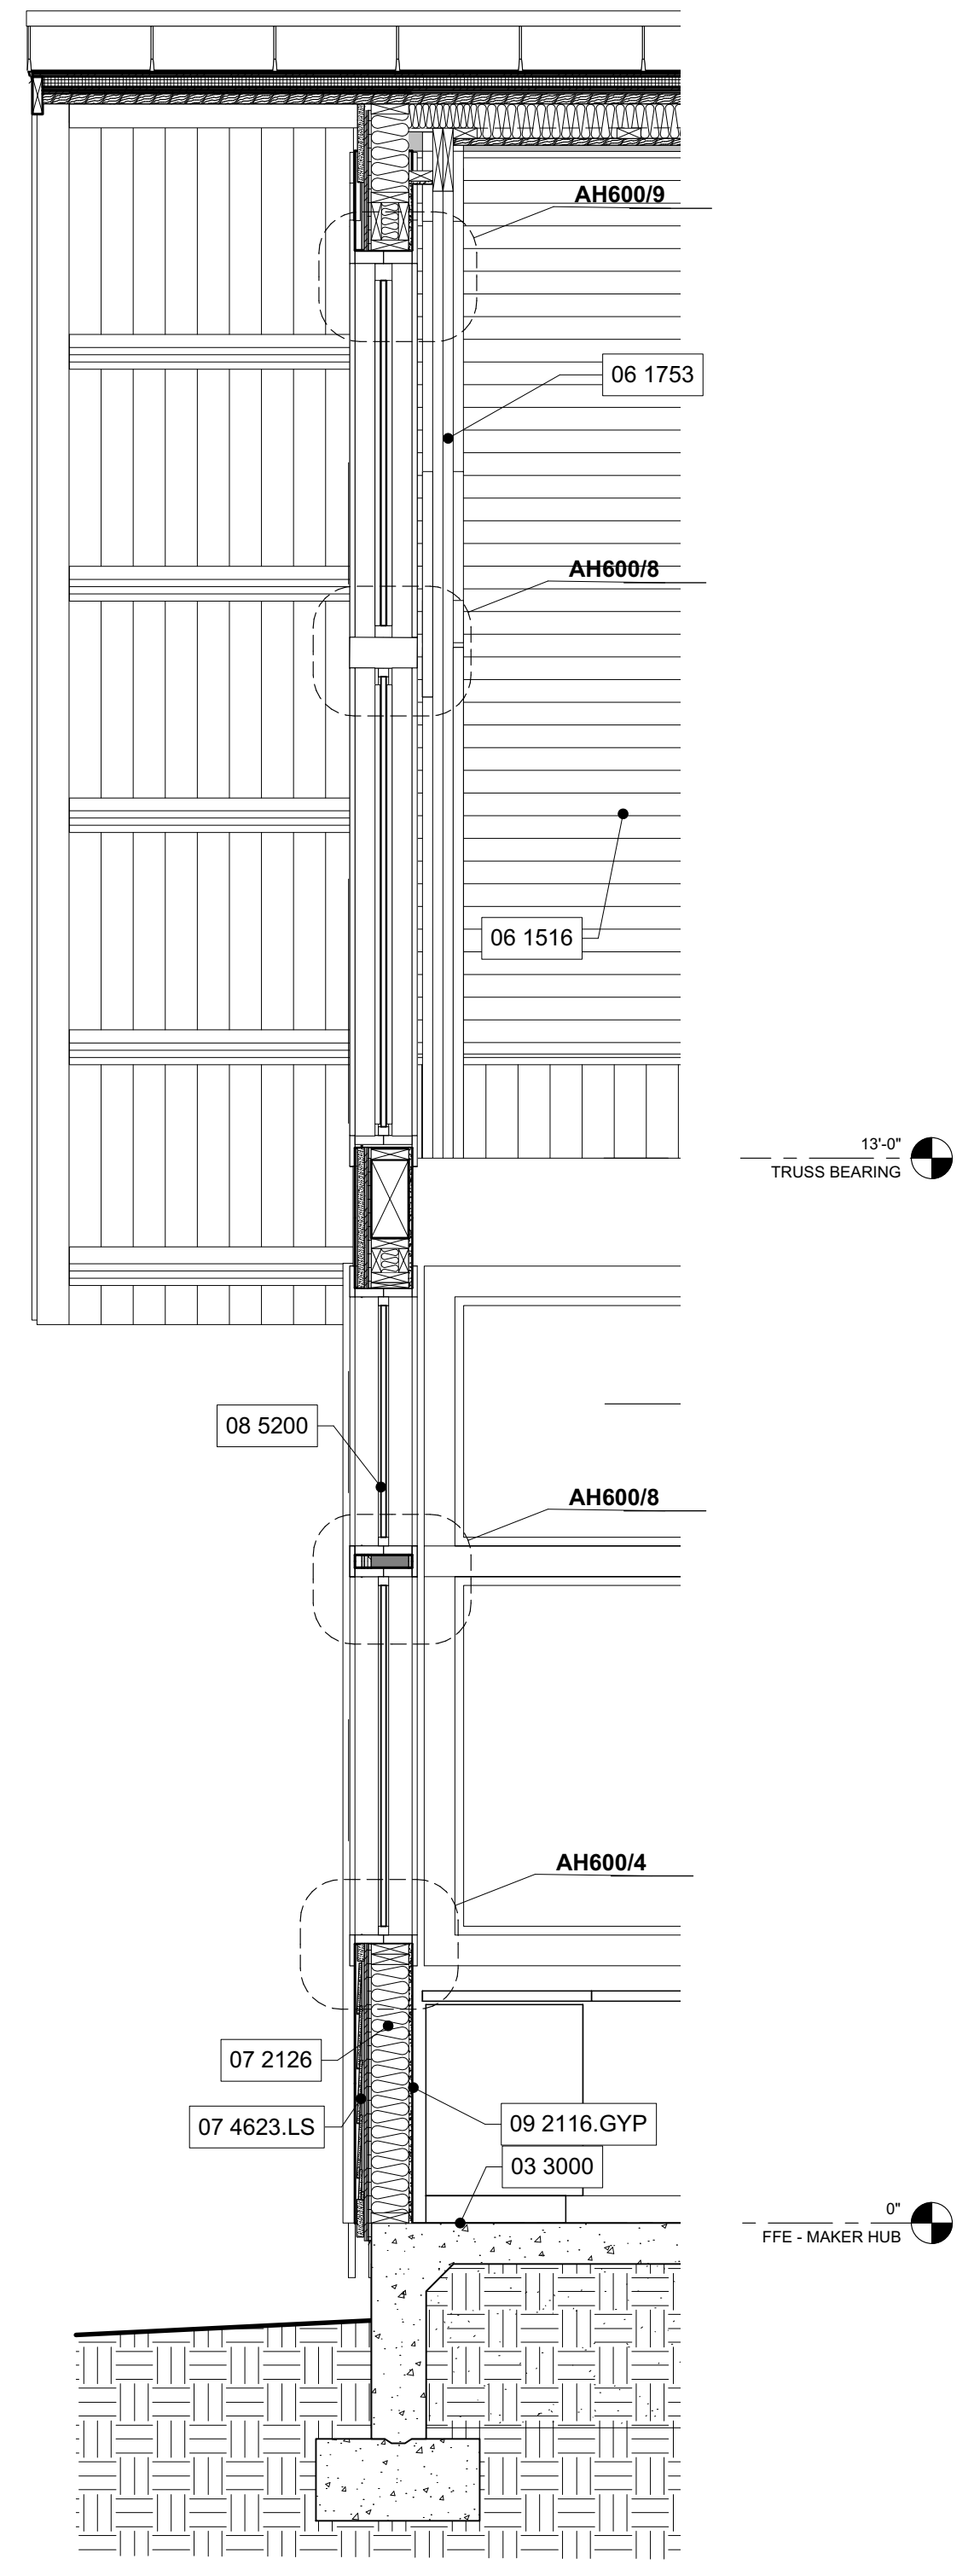 AH600/9
06 1753
AH600/8
06 1516
13'-0"
TRUSS BEARING
08 5200
AH600/8
AH600/4
07 2126
07 4623.LS
09 2116.GYP
03 3000
0"
FFE - MAKER HUB